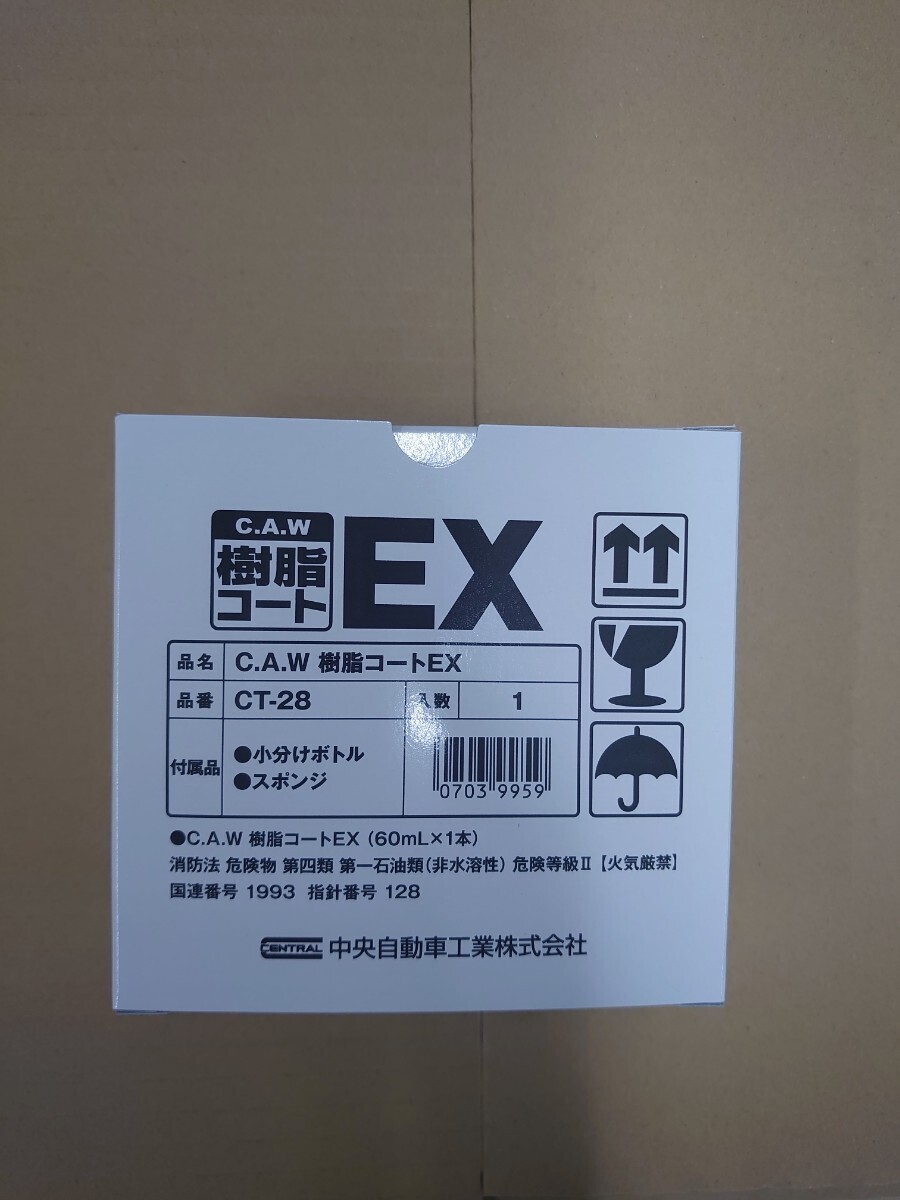 C.A.W
樹脂
コート
EX
品名 C.A.W 樹脂コートEX
品番 CT-28 入数 1
付属品
●小分けボトル
●スポンジ
0703 9959
●C.A.W 樹脂コートEX（60mL×1本）
消防法 危険物 第四類 第一石油類（非水溶性） 危険等級Ⅱ【火気厳禁】
国連番号 1993 指針番号 128
CENTRAL 中央自動車工業株式会社